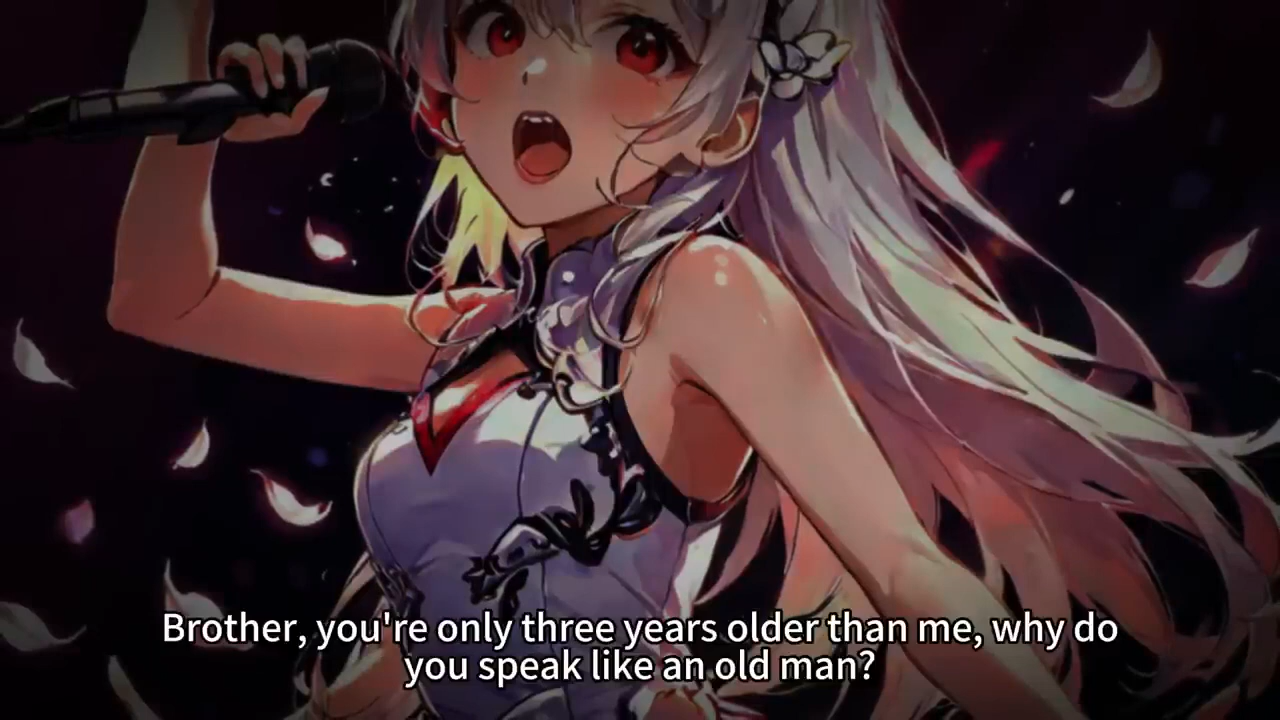 Brother, you're only three years older than me, why do
you speak like an old man?